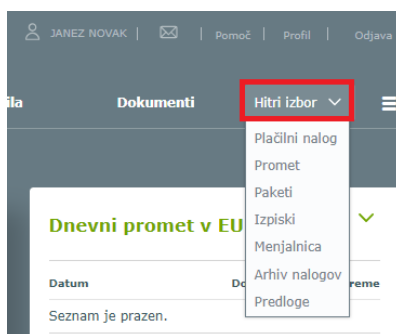 JANEZ NOVAK | | Pomoč | Profil | Odjava
ila Dokumenti Hitri izbor
Plačilni nalog
Promet
Paketi
Izpiski
Menjalnica
Arhiv nalogov
Predloge
Dnevni promet v EU
Datum Do reme
Seznam je prazen.